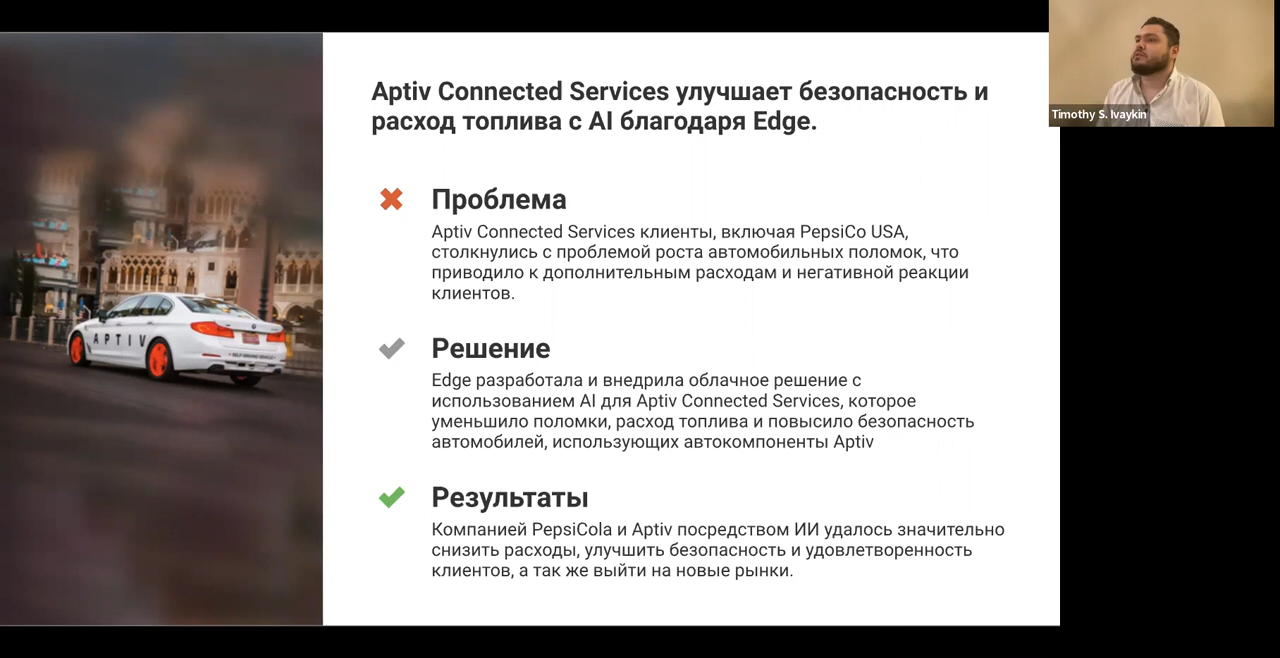 Aptiv Connected Services улучшает безопасность и
расход топлива с AI благодаря Edge.
Timothy S. Ivaykin
Проблема
Aptiv Connected Services клиенты, включая PepsiCo USA,
столкнулись с проблемой роста автомобильных поломок, что
приводило к дополнительным расходам и негативной реакции
клиентов.
Решение
Edge разработала и внедрила облачное решение с
использованием AI для Aptiv Connected Services, которое
уменьшило поломки, расход топлива и повысило безопасность
автомобилей, использующих автокомпоненты Aptiv
Результаты
Компанией PepsiCola и Aptiv посредством ИИ удалось значительно
снизить расходы, улучшить безопасность и удовлетворенность
клиентов, а так же выйти на новые рынки.
APTIV
SELF-DRIVING VEHICLE